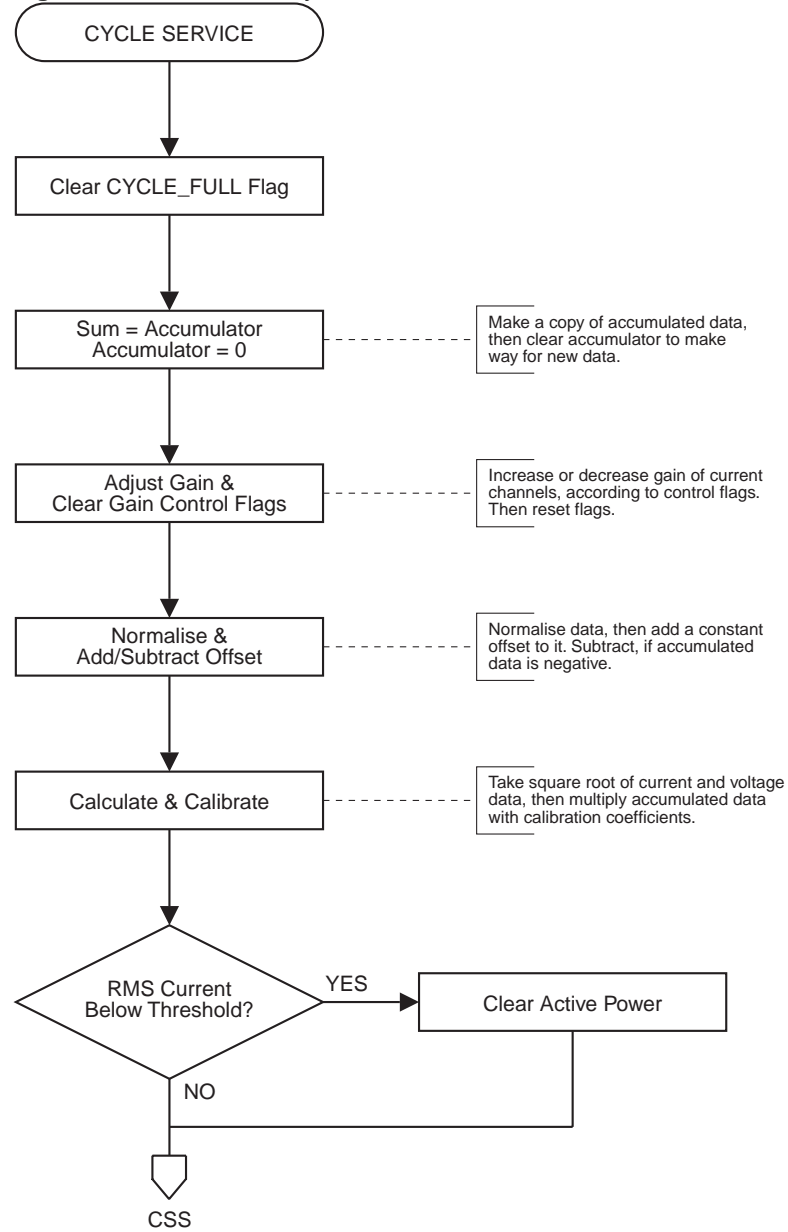 CYCLE SERVICE
Clear CYCLE_FULL Flag
Sum = Accumulator
Accumulator = 0
Make a copy of accumulated data,
then clear accumulator to make
way for new data.
Adjust Gain &
Clear Gain Control Flags
Increase or decrease gain of current
channels, according to control flags.
Then reset flags.
Normalise &
Add/Subtract Offset
Normalise data, then add a constant
offset to it. Subtract, if accumulated
data is negative.
Calculate & Calibrate
Take square root of current and voltage
data, then multiply accumulated data
with calibration coefficients.
RMS Current
Below Threshold?
YES
Clear Active Power
NO
CSS